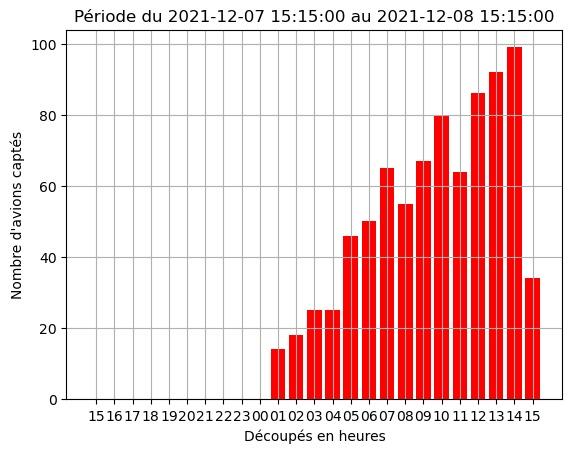 Période du 2021-12-07 15:15:00 au 2021-12-08 15:15:00
Nombre d'avions captés
100
80
60
40
20
0
15 16 17 18 19 20 21 22 23 00 01 02 03 04 05 06 07 08 09 10 11 12 13 14 15
Découpés en heures